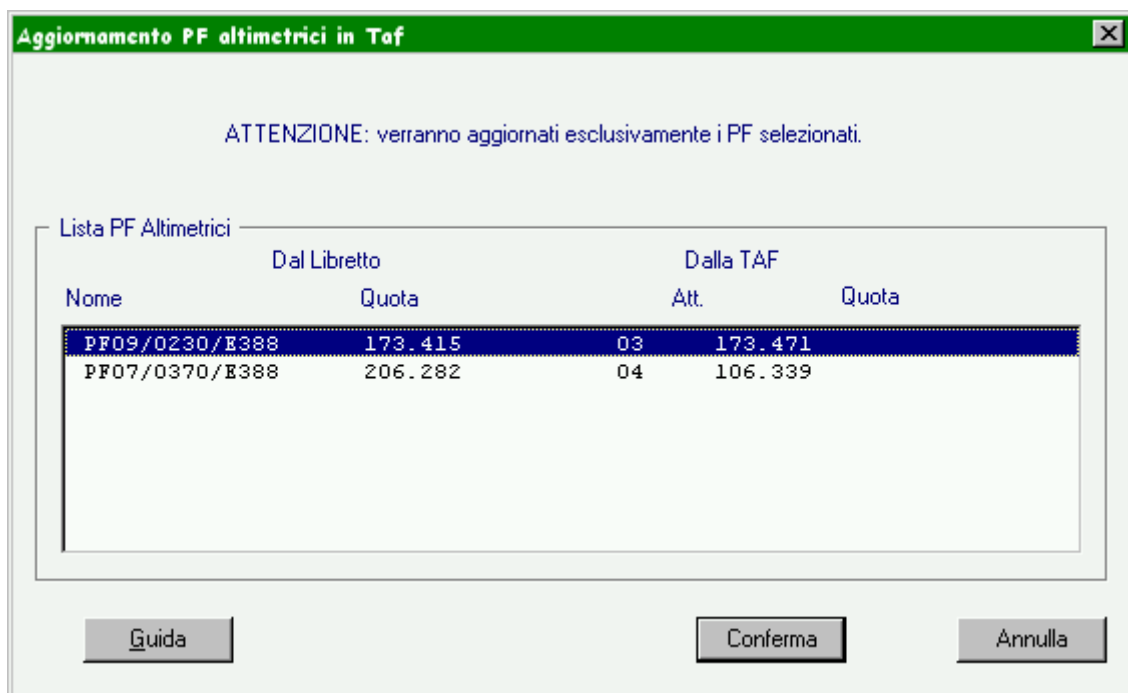 Aggiornamento PF altimetrici in Taf
ATTENZIONE: verranno aggiornati esclusivamente i PF selezionati.
Lista PF Altimetrici
Dal Libretto Dalla TAF
Nome Quota Att. Quota
PF09/0230/E388 173.415 03 173.471
PF07/0370/E388 206.282 04 106.339
Guida Conferma Annulla